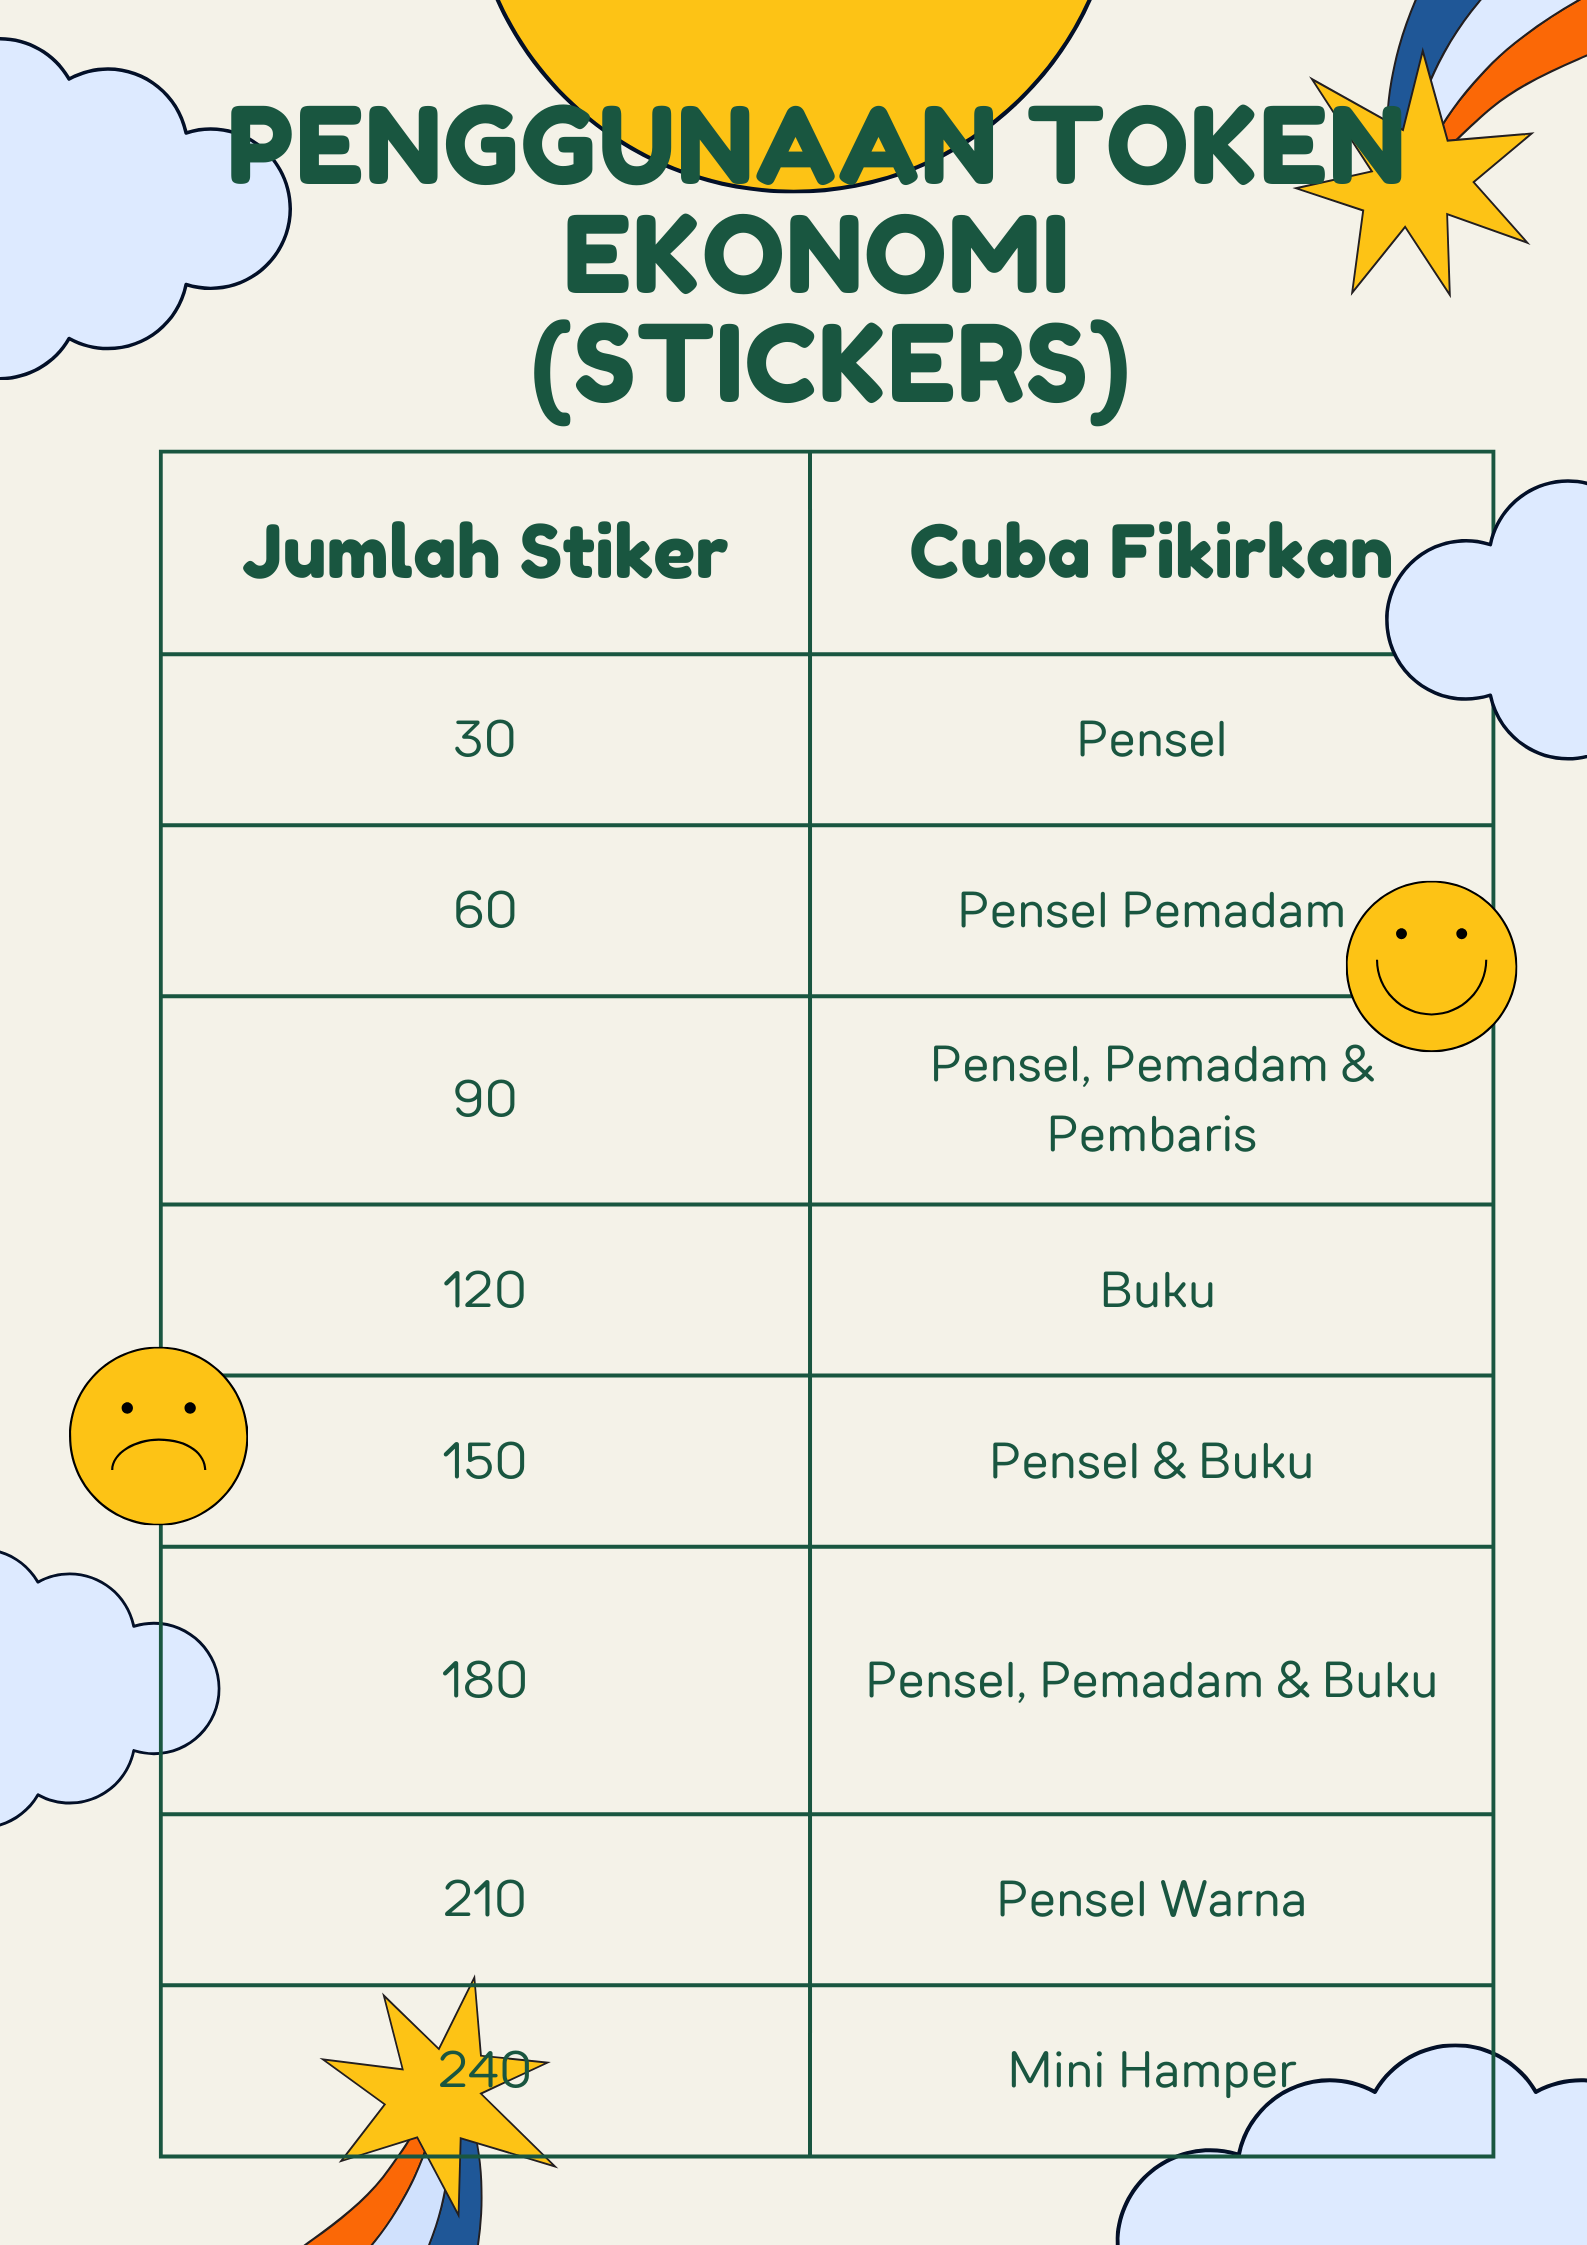 PENGGUNAAN TOKEN
EKONOMI
(STICKERS)
Jumlah Stiker
Cuba Fikirkan
30
Pensel
60
Pensel Pemadam
90
Pensel, Pemadam &
Pembaris
120
Buku
150
Pensel & Buku
180
Pensel, Pemadam & Buku
210
Pensel Warna
240
Mini Hamper